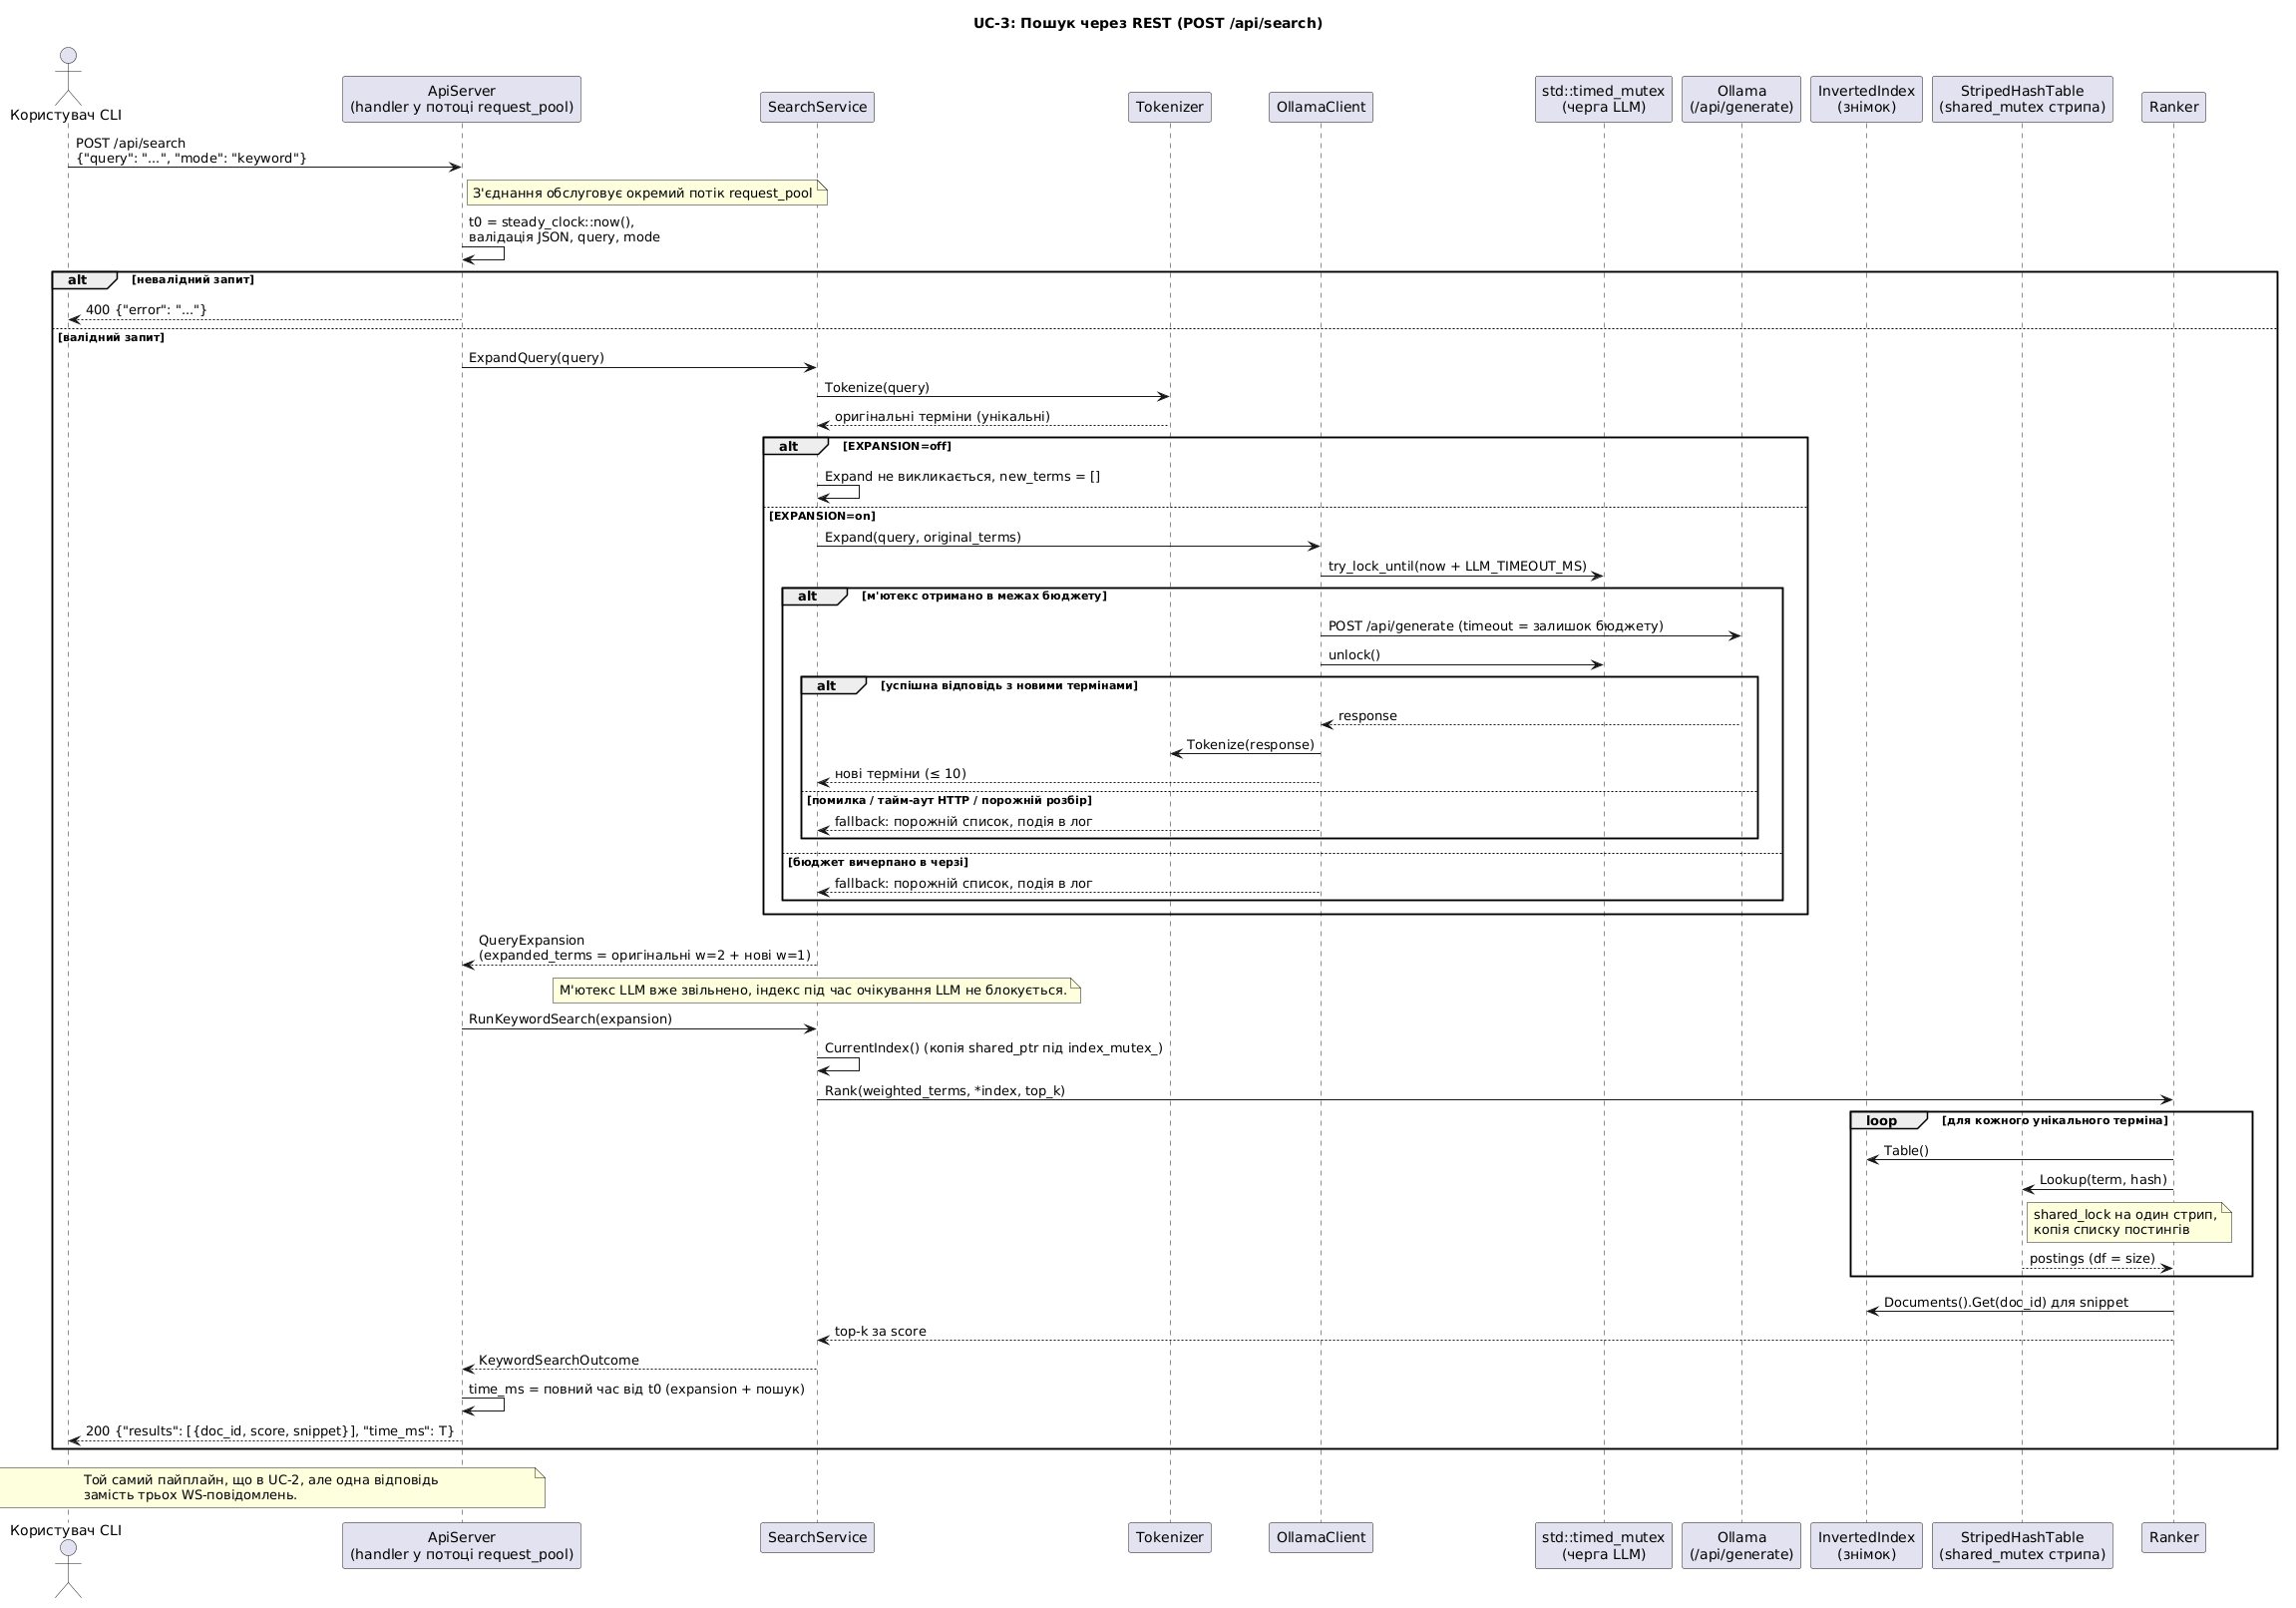 UC-3: Пошук через REST (POST /api/search)
Користувач CLI
ApiServer
(handler у потоці request_pool)
SearchService
Tokenizer
OllamaClient
std::timed_mutex
(черга LLM)
Ollama
(/api/generate)
InvertedIndex
(знімок)
StripedHashTable
(shared_mutex стрипа)
Ranker
POST /api/search
{"query": "...", "mode": "keyword"}
З'єднання обслуговує окремий потік request_pool
t0 = steady_clock::now(),
валідація JSON, query, mode
alt [невалідний запит]
400 {"error": "..."}
[валідний запит]
ExpandQuery(query)
Tokenize(query)
оригінальні терміни (унікальні)
alt [EXPANSION=off]
Expand не викликається, new_terms = []
[EXPANSION=on]
Expand(query, original_terms)
try_lock_until(now + LLM_TIMEOUT_MS)
alt [м'ютекс отримано в межах бюджету]
POST /api/generate (timeout = залишок бюджету)
unlock()
alt [успішна відповідь з новими термінами]
response
Tokenize(response)
нові терміни (≤ 10)
[помилка / тайм-аут HTTP / порожній розбір]
fallback: порожній список, подія в лог
[бюджет вичерпано в черзі]
fallback: порожній список, подія в лог
QueryExpansion
(expanded_terms = оригінальні w=2 + нові w=1)
М'ютекс LLM вже звільнено, індекс під час очікування LLM не блокується.
RunKeywordSearch(expansion)
CurrentIndex() (копія shared_ptr під index_mutex_)
Rank(weighted_terms, *index, top_k)
loop [для кожного унікального терміна]
Table()
Lookup(term, hash)
shared_lock на один стрип,
копія списку постингів
postings (df = size)
Documents().Get(doc_id) для snippet
top-k за score
KeywordSearchOutcome
time_ms = повний час від t0 (expansion + пошук)
200 {"results": [{doc_id, score, snippet}], "time_ms": T}
Той самий пайплайн, що в UC-2, але одна відповідь
замість трьох WS-повідомлень.
Користувач CLI
ApiServer
(handler у потоці request_pool)
SearchService
Tokenizer
OllamaClient
std::timed_mutex
(черга LLM)
Ollama
(/api/generate)
InvertedIndex
(знімок)
StripedHashTable
(shared_mutex стрипа)
Ranker